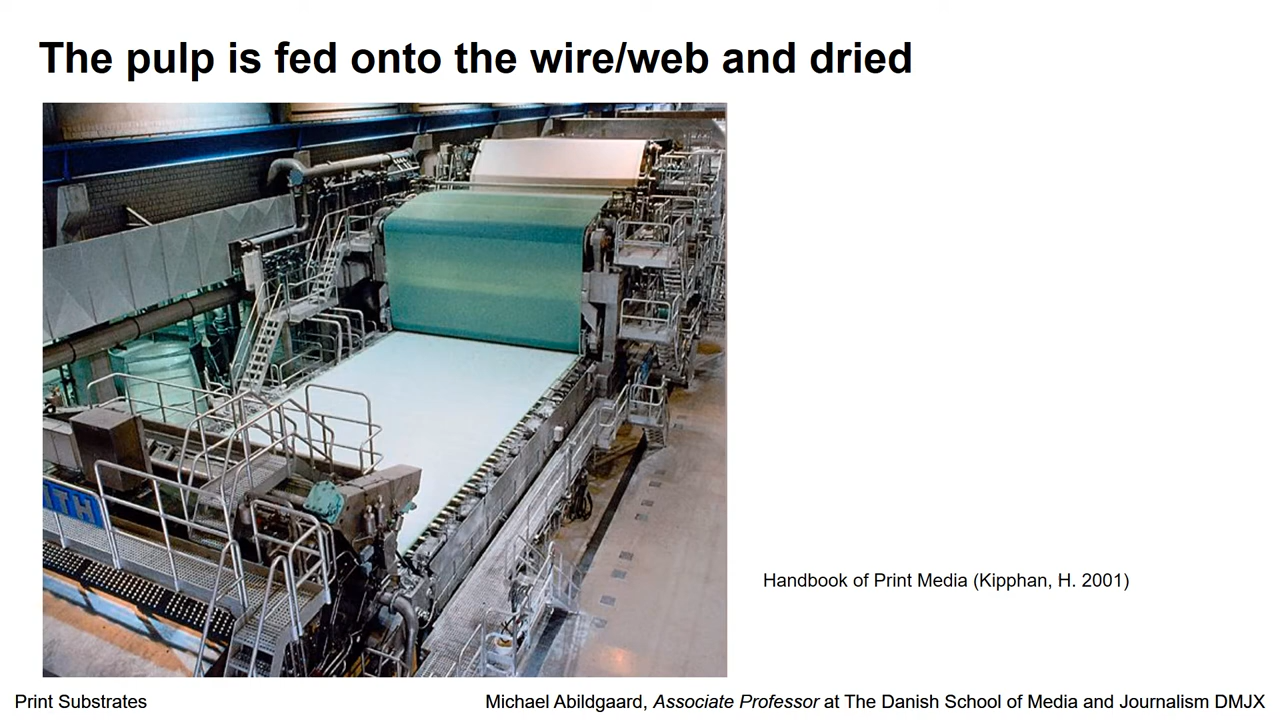 The pulp is fed onto the wire/web and dried
ITH
Handbook of Print Media (Kipphan, H. 2001)
Print Substrates
Michael Abildgaard, Associate Professor at The Danish School of Media and Journalism DMJX